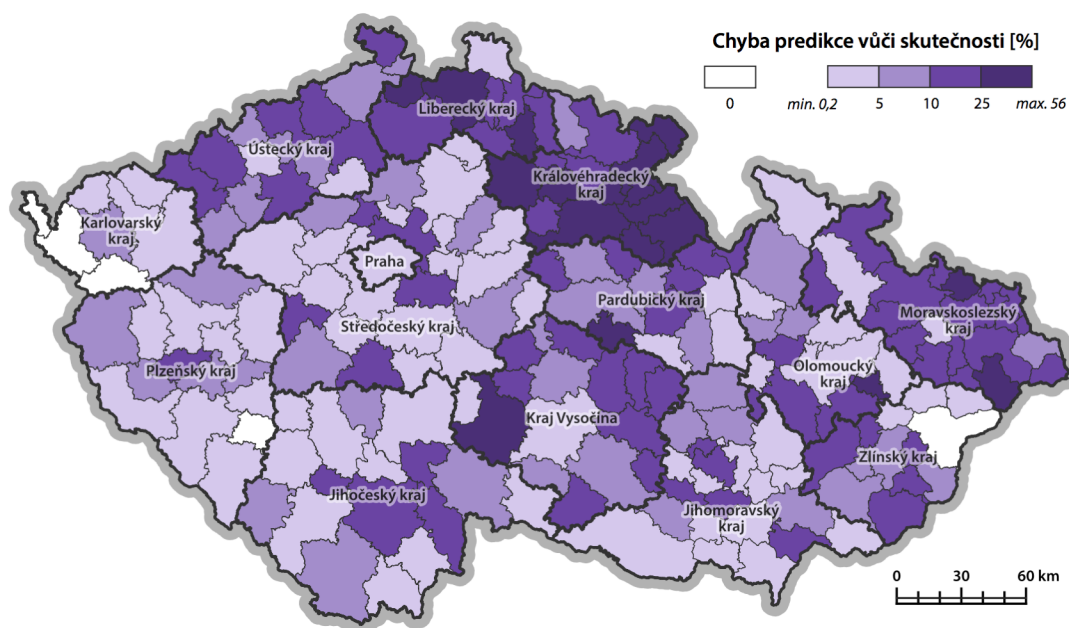 Chyba predikce vůči skutečnosti [%]
0
min. 0,2
5
10
25
max. 56
Liberecký kraj
Ústecký kraj
Královéhradecký
kraj
Karlovarský
kraj
Praha
Pardubický kraj
Moravskoslezský
kraj
Středočeský kraj
Plzeňský kraj
Olomoucký
kraj
Kraj Vysočina
Zlínský kraj
Jihočeský kraj
Jihomoravský
kraj
0 30 60 km